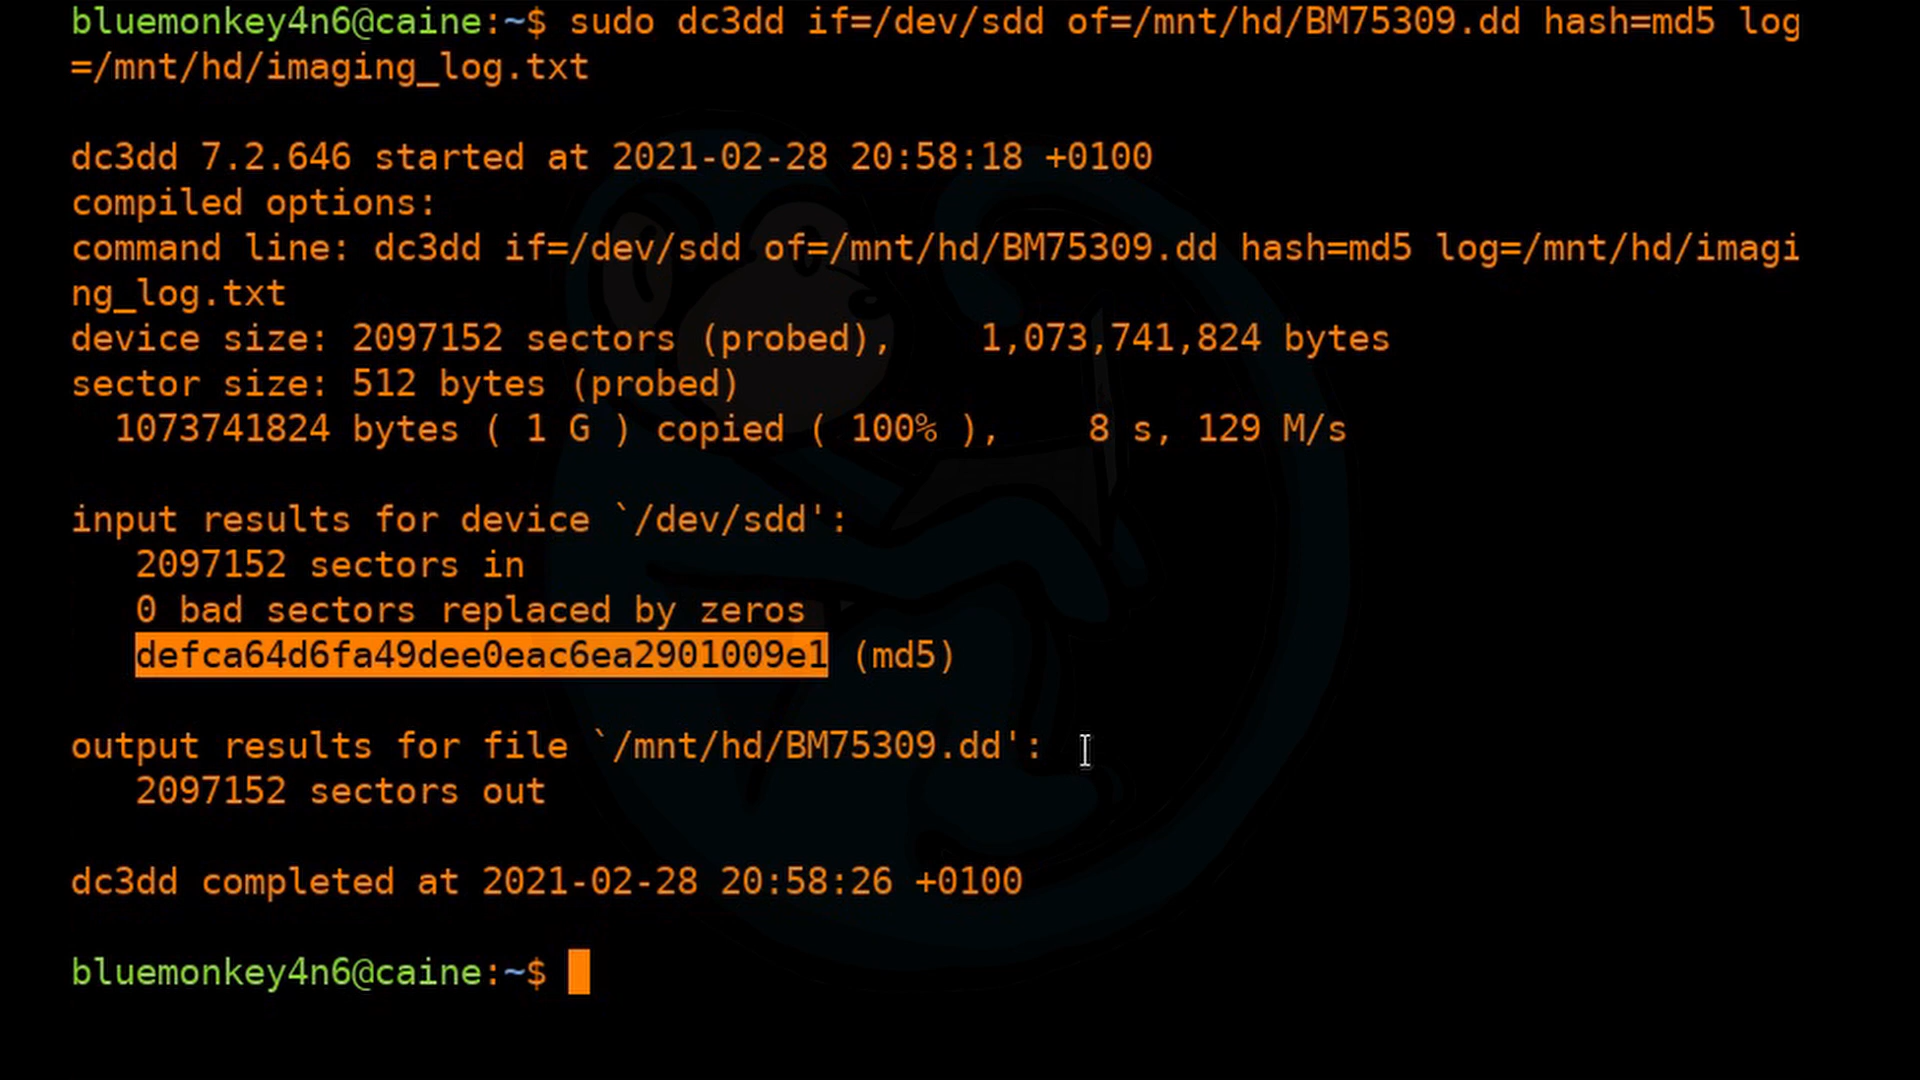 bluemonkey4n6@caine:~$ sudo dc3dd if=/dev/sdd of=/mnt/hd/BM75309.dd hash=md5 log
=/mnt/hd/imaging_log.txt
dc3dd 7.2.646 started at 2021-02-28 20:58:18 +0100
compiled options:
command line: dc3dd if=/dev/sdd of=/mnt/hd/BM75309.dd hash=md5 log=/mnt/hd/imagi
ng_log.txt
device size: 2097152 sectors (probed),    1,073,741,824 bytes
sector size: 512 bytes (probed)
  1073741824 bytes ( 1 G ) copied ( 100% ),    8 s, 129 M/s
input results for device `/dev/sdd':
   2097152 sectors in
   0 bad sectors replaced by zeros
   defca64d6fa49dee0eac6ea2901009e1 (md5)
output results for file `/mnt/hd/BM75309.dd':
   2097152 sectors out
dc3dd completed at 2021-02-28 20:58:26 +0100
bluemonkey4n6@caine:~$